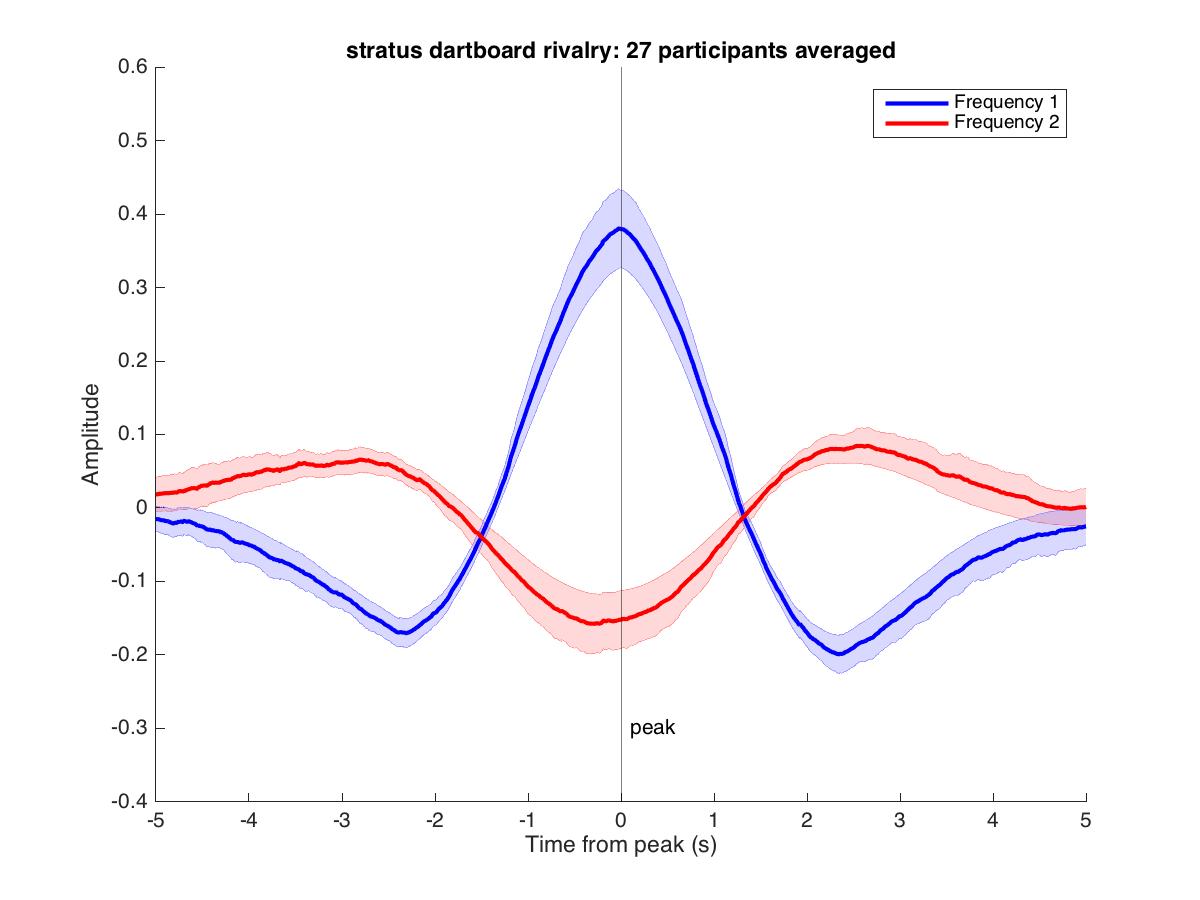 stratus dartboard rivalry: 27 participants averaged
0.6
0.5
0.4
0.3
0.2
0.1
0
-0.1
-0.2
-0.3
-0.4
Amplitude
Frequency 1
Frequency 2
peak
-5 -4 -3 -2 -1 0 1 2 3 4 5
Time from peak (s)